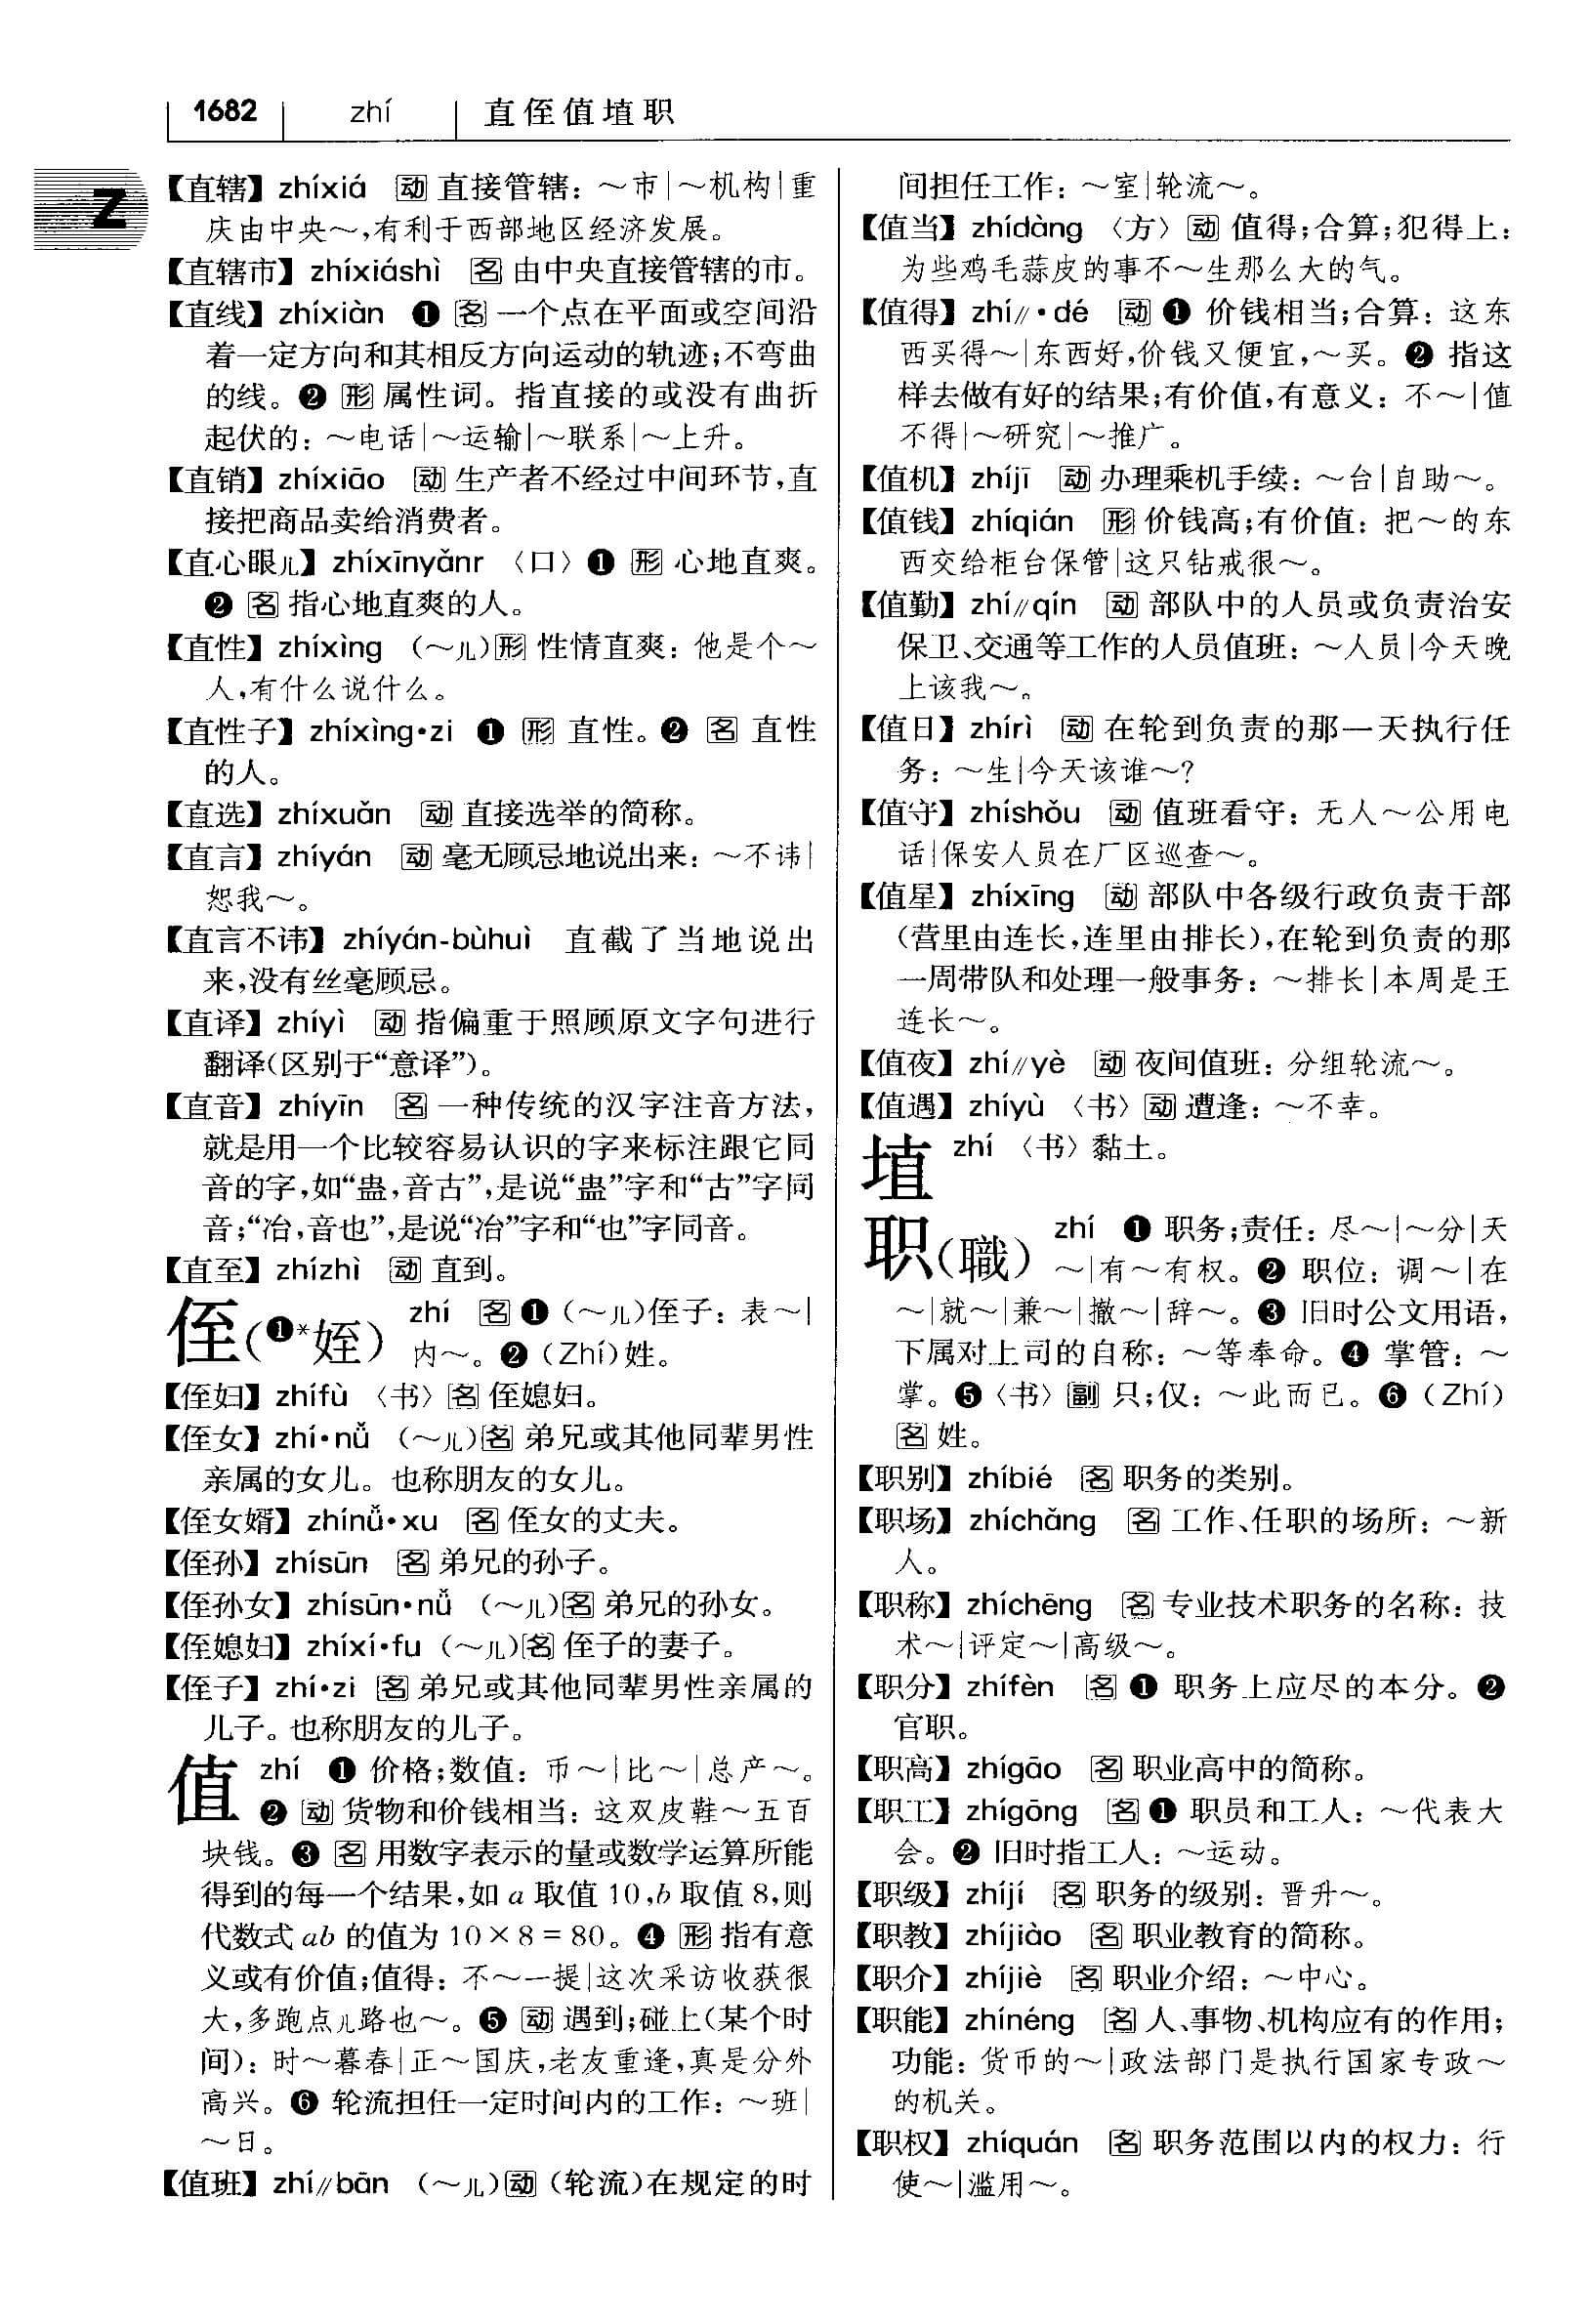 1682 zhí 直侄值埴职
Z
【直辖】 zhíxiá 动 直接管辖：～市|～机构|重
庆由中央～，有利于西部地区经济发展。
【直辖市】 zhíxiáshì 名 由中央直接管辖的市。
【直线】 zhíxiàn ❶ 名 一个点在平面或空间沿
着一定方向和其相反方向运动的轨迹；不弯曲
的线。❷ 形 属性词。指直接的或没有曲折
起伏的：～电话|～运输|～联系|～上升。
【直销】 zhíxiāo 动 生产者不经过中间环节，直
接把商品卖给消费者。
【直心眼儿】 zhíxīnyǎnr 〈口〉❶ 形 心地直爽。
❷ 名 指心地直爽的人。
【直性】 zhíxìng （～儿）形 性情直爽：他是个～
人，有什么说什么。
【直性子】 zhíxìng•zi ❶ 形 直性。❷ 名 直性
的人。
【直选】 zhíxuǎn 动 直接选举的简称。
【直言】 zhíyán 动 毫无顾忌地说出来：～不讳|
恕我～。
【直言不讳】 zhíyán-bùhuì 直截了当地说出
来，没有丝毫顾忌。
【直译】 zhíyì 动 指偏重于照顾原文字句进行
翻译（区别于“意译”）。
【直音】 zhíyīn 名 一种传统的汉字注音方法，
就是用一个比较容易认识的字来标注跟它同
音的字，如“蛊，音古”，是说“蛊”字和“古”字同
音；“冶，音也”，是说“冶”字和“也”字同音。
【直至】 zhízhì 动 直到。
侄（❶*姪） zhí 名 ❶（～儿）侄子：表～|
内～。❷（Zhí）姓。
【侄妇】 zhífù 〈书〉名 侄媳妇。
【侄女】 zhí•nǚ （～儿）名 弟兄或其他同辈男性
亲属的女儿。也称朋友的女儿。
【侄女婿】 zhínǚ•xu 名 侄女的丈夫。
【侄孙】 zhísūn 名 弟兄的孙子。
【侄孙女】 zhísūn•nǚ （～儿）名 弟兄的孙女。
【侄媳妇】 zhíxí•fu （～儿）名 侄子的妻子。
【侄子】 zhí•zi 名 弟兄或其他同辈男性亲属的
儿子。也称朋友的儿子。
值 zhí ❶ 价格；数值：币～|比～|总产～。
❷ 动 货物和价钱相当：这双皮鞋～五百
块钱。❸ 名 用数字表示的量或数学运算所能
得到的每一个结果，如 a 取值 10，b 取值 8，则
代数式 ab 的值为 10×8＝80。❹ 形 指有意
义或有价值；值得：不～一提|这次采访收获很
大，多跑点儿路也～。❺ 动 遇到；碰上（某个时
间）：时～暮春|正～国庆，老友重逢，真是分外
高兴。❻ 轮流担任一定时间内的工作：～班|
～日。
【值班】 zhí//bān （～儿）动（轮流）在规定的时
间担任工作：～室|轮流～。
【值当】 zhídàng 〈方〉动 值得；合算；犯得上：
为些鸡毛蒜皮的事不～生那么大的气。
【值得】 zhí//•dé 动 ❶ 价钱相当；合算：这东
西买得～|东西好，价钱又便宜，～买。❷ 指这
样去做有好的结果；有价值，有意义：不～|值
不得|～研究|～推广。
【值机】 zhíjī 动 办理乘机手续：～台|自助～。
【值钱】 zhíqián 形 价钱高；有价值：把～的东
西交给柜台保管|这只钻戒很～。
【值勤】 zhí//qín 动 部队中的人员或负责治安
保卫、交通等工作的人员值班：～人员|今天晚
上该我～。
【值日】 zhírì 动 在轮到负责的那一天执行任
务：～生|今天该谁～？
【值守】 zhíshǒu 动 值班看守：无人～公用电
话|保安人员在厂区巡查～。
【值星】 zhíxīng 动 部队中各级行政负责干部
（营里由连长，连里由排长），在轮到负责的那
一周带队和处理一般事务：～排长|本周是王
连长～。
【值夜】 zhí//yè 动 夜间值班：分组轮流～。
【值遇】 zhíyù 〈书〉动 遭逢：～不幸。
埴 zhí 〈书〉黏土。
职（職） zhí ❶ 职务；责任：尽～|～分|天
～|有～有权。❷ 职位：调～|在
～|就～|兼～|撤～|辞～。❸ 旧时公文用语，
下属对上司的自称：～等奉命。❹ 掌管：～
掌。❺〈书〉副 只；仅：～此而已。❻（Zhí）
名 姓。
【职别】 zhíbié 名 职务的类别。
【职场】 zhíchǎng 名 工作、任职的场所：～新
人。
【职称】 zhíchēng 名 专业技术职务的名称：技
术～|评定～|高级～。
【职分】 zhífèn 名 ❶ 职务上应尽的本分。❷
官职。
【职高】 zhígāo 名 职业高中的简称。
【职工】 zhígōng 名 ❶ 职员和工人：～代表大
会。❷ 旧时指工人：～运动。
【职级】 zhíjí 名 职务的级别：晋升～。
【职教】 zhíjiào 名 职业教育的简称。
【职介】 zhíjiè 名 职业介绍：～中心。
【职能】 zhínéng 名 人、事物、机构应有的作用；
功能：货币的～|政法部门是执行国家专政～
的机关。
【职权】 zhíquán 名 职务范围以内的权力：行
使～|滥用～。